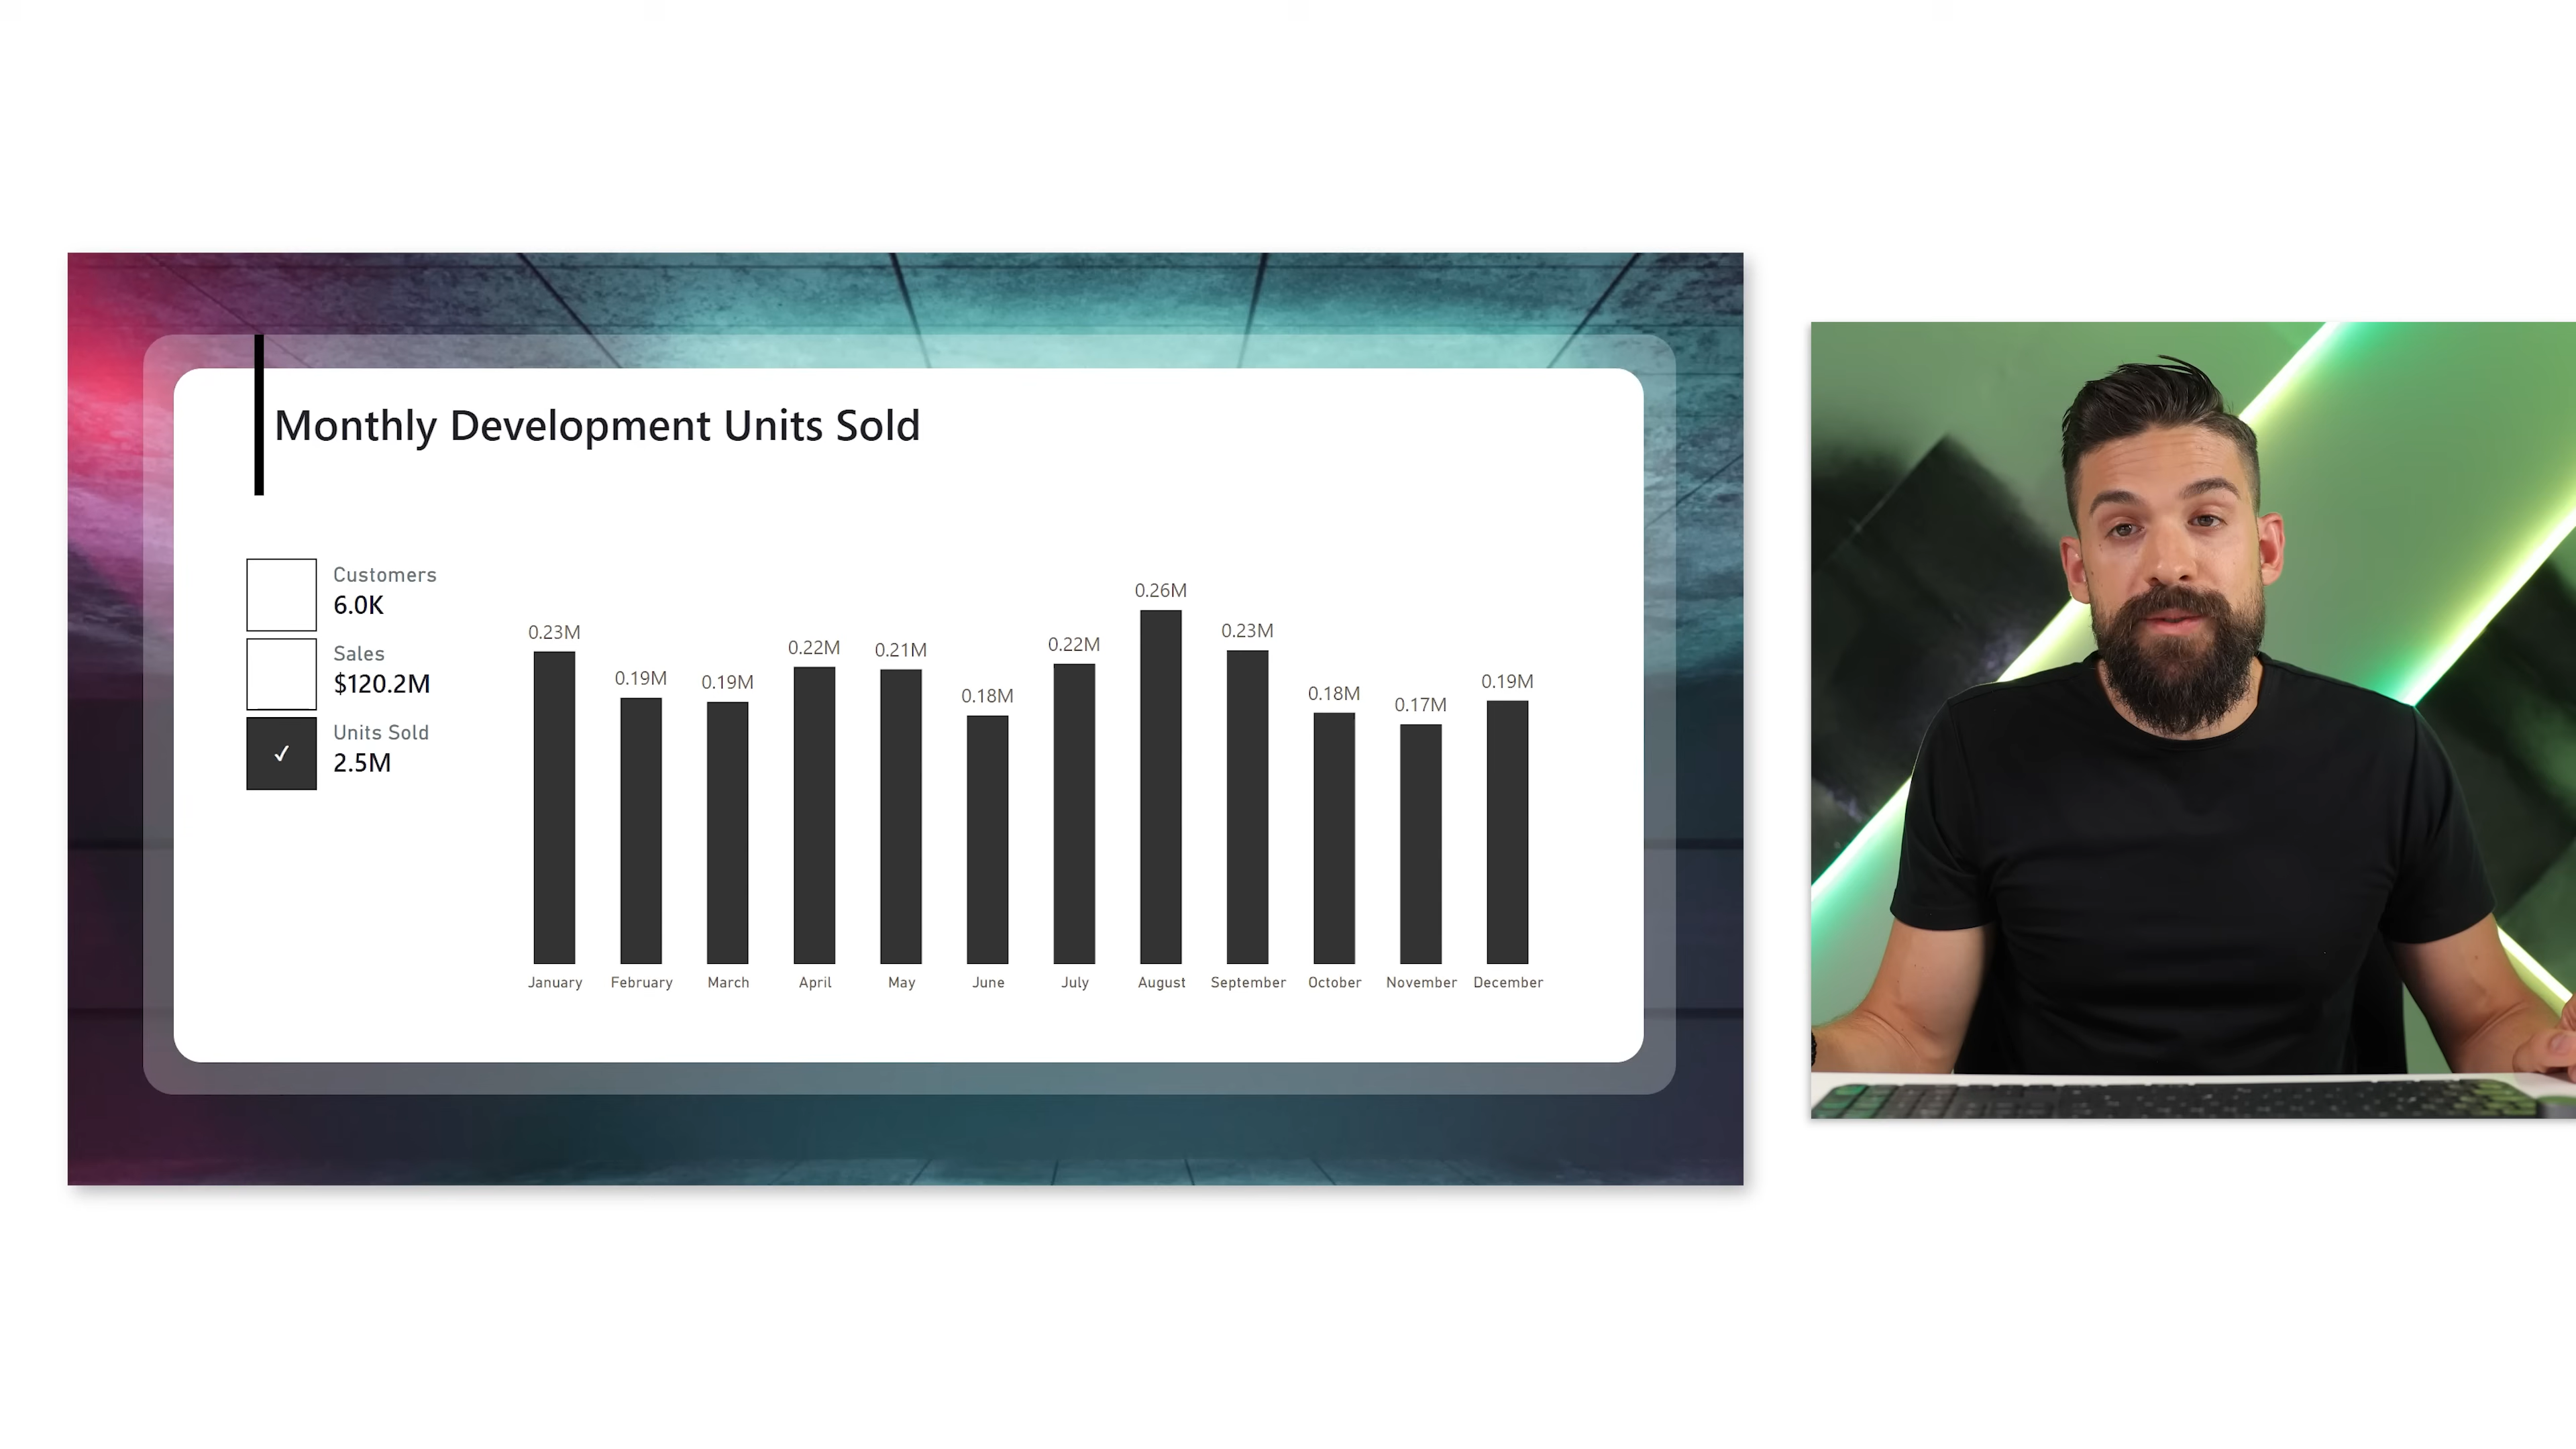 Monthly Development Units Sold
Customers
6.0K
Sales
$120.2M
Units Sold
2.5M
0.23M
0.19M
0.19M
0.22M
0.21M
0.18M
0.22M
0.26M
0.23M
0.18M
0.17M
0.19M
January February March April May June July August September October November December